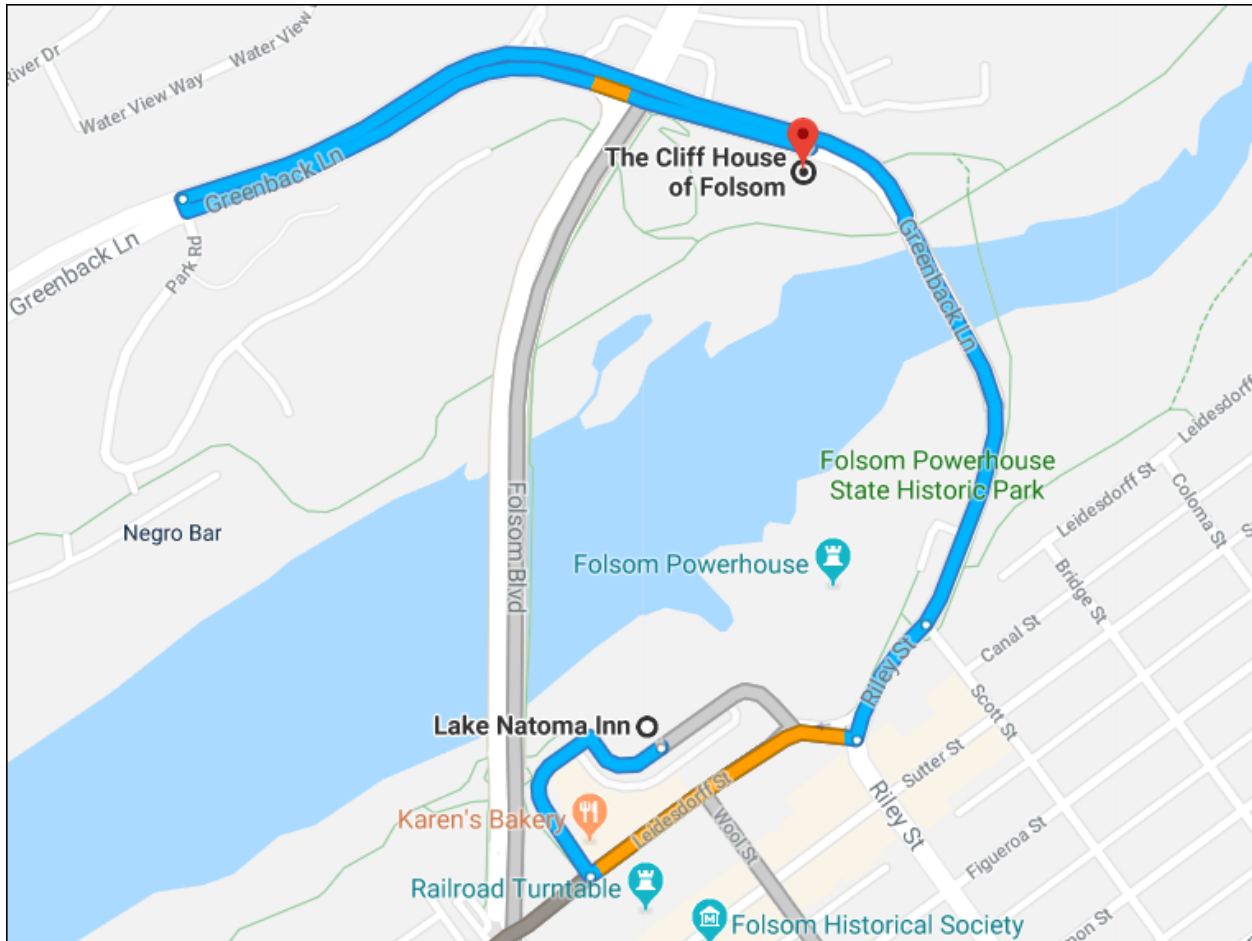 River Dr
Water View Way
Water View
Greenback Ln
Greenback Ln
Park Rd
The Cliff House
of Folsom
Greenback Ln
Folsom Blvd
Negro Bar
Folsom Powerhouse
State Historic Park
Folsom Powerhouse
Leidesdorff St
Leidesdorff
Coloma St
Bridge St
Canal St
Riley St
Scott St
Lake Natoma Inn
Sutter St
Karen's Bakery
Leidesdorff St
Wool St
Riley St
Figueroa St
Railroad Turntable
Folsom Historical Society
mon St